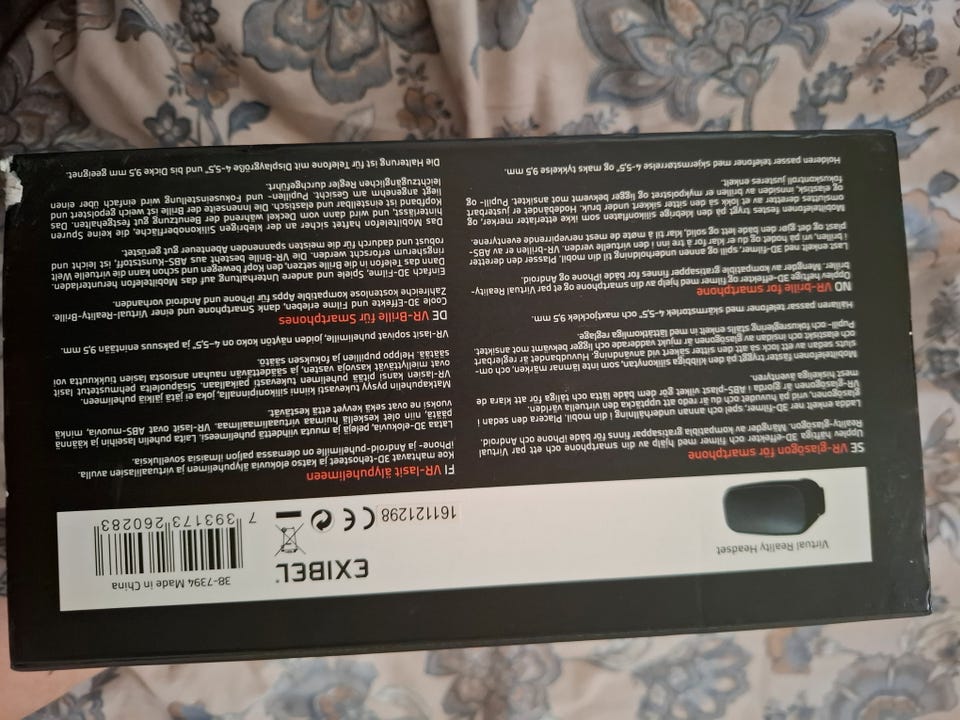 Virtual Reality Headset
EXIBEL®
161121298
CE
38-7394 Made in China
7 393173 260283
SE VR-glasögon för smartphone
Upplev häftiga 3D-effekter och filmer med hjälp av din smartphone och ett par Virtual
Reality-glasögon. Mängder av kompatibla gratisappar finns för både iPhone och Android.
Ladda enkelt ner 3D-filmer, spel och annan underhållning i din mobil. Placera den sedan i
glasögonen, vrid på huvudet och du är redo att upptäcka den virtuella världen.
VR-glasögonen är gjorda i ABS-plast vilket gör dem både lätta och tåliga för att klara de
mest hiskeliga äventyren.
Mobiltelefonen fäster tryggt på den kibbiga silikonytan, som inte lämnar märken, och om-
sluts sedan av ett lock så att den sitter säkert vid användning. Huvudbandet är reglerbart
och elastiskt och insidan av glasögonen är mjukt vadderade och ligger bekvämt mot ansiktet.
Pupill- och fokusreglering ställs enkelt in med lättåtkomliga reglage.
Hållaren passar telefoner med skärmstorlek 4-5,5" och maxtjocklek 9,5 mm.
NO VR-brille for smartphone
Opplev heftige 3D-effekter og filmer med hjelp av din smartphone og et par Virtual Reality-
briller. Mengder av kompatible gratisapper finnes for både iPhone og Android.
Last enkelt ned 3D-filmer, spill og annen underholdning til din mobil. Plasser den deretter
i brillen, vri på hodet og du er klar for å tre inn i den virtuelle verden. VR-brillen er av ABS-
plast og det gjør den både lett og solid, klar til å møte de mest nervepirrende eventyrene.
Mobiltelefonen festes trygt på den klebrige silikonflaten som ikke etterlater merker, og
omsluttes deretter av et lokk så den sitter sikkert under bruk. Hodebåndet er justerbart
og elastisk, innsiden av brillen er mykpolstret og ligger bekvemt mot ansiktet. Pupill- og
fokuskontroll justeres enkelt.
Holderen passer telefoner med skjermstørrelse 4-5,5" og maks tykkelse 9,5 mm.
FI VR-lasit älypuhelimeen
Koe mahtavat 3D-tehosteet ja katso elokuvia älypuhelimen ja virtuaalilasien avulla.
iPhone- ja Android-puhelimille on olemassa paljon ilmaisia sovelluksia.
Lataa 3D-elokuvia, pelejä ja muuta viihdettä puhelimeesi. Laita puhelin laseihin ja käännä
päätä, niin olet keskellä huimaa virtuaalimaailmaa. VR-lasit ovat ABS-muovia, minkä
vuoksi ne ovat sekä kevyet että kestävät.
Matkapuhelin pysyy tukevasti kiinni silikonipinnalla, joka ei jätä jälkiä puhelimeen.
VR-lasien kansi pitää puhelimen tukevasti paikallaan. Sisäpuolelta pehmustetut lasit
ovat miellyttävät kasvoja vasten, ja säädettävän nauhan ansiosta lasien tiukkuutta voi
säätää. Helppo pupillien ja fokuksen säätö.
VR-lasit sopivat puhelimille, joiden näytön koko on 4-5,5" ja paksuus enintään 9,5 mm.
DE VR-Brille für Smartphones
Coole 3D-Effekte und Filme erleben, dank Smartphone und einer Virtual-Reality-Brille.
Zahlreiche kostenlose kompatible Apps für iPhone und Android vorhanden.
Einfach 3D-Filme, Spiele und andere Unterhaltung auf das Mobiltelefon herunterladen.
Dann das Telefon in die Brille setzen, den Kopf bewegen und schon kann die virtuelle Welt
ringsherum erforscht werden. Die VR-Brille besteht aus ABS-Kunststoff, ist leicht und
robust und dadurch für die meisten spannenden Abenteuer gut gerüstet.
Das Mobiltelefon haftet sicher an der klebrigen Silikonoberfläche, die keine Spuren
hinterlässt, und wird dann vom Deckel während der Benutzung gut festgehalten. Das
Kopfband ist einstellbar und elastisch. Die Innenseite der Brille ist weich gepolstert und
liegt angenehm am Gesicht. Pupillen- und Fokuseinstellung wird einfach über einen
leichtzugänglichen Regler durchgeführt.
Die Halterung ist für Telefone mit Displaygröße 4-5,5" und bis Dicke 9,5 mm geeignet.